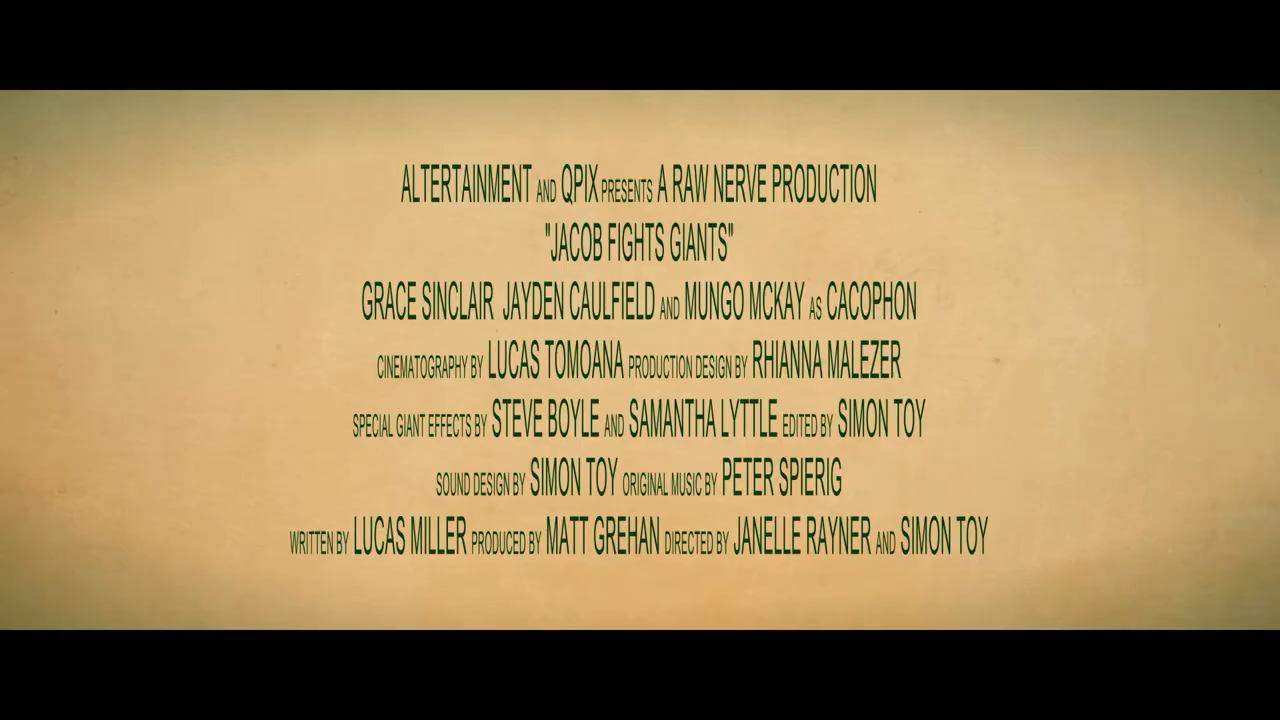 ALTERTAINMENT AND QPIX PRESENTS A RAW NERVE PRODUCTION
"JACOB FIGHTS GIANTS"
GRACE SINCLAIR JAYDEN CAULFIELD AND MUNGO MCKAY AS CACOPHON
CINEMATOGRAPHY BY LUCAS TOMOANA PRODUCTION DESIGN BY RHIANNA MALEZER
SPECIAL GIANT EFFECTS BY STEVE BOYLE AND SAMANTHA LYTTLE EDITED BY SIMON TOY
SOUND DESIGN BY SIMON TOY ORIGINAL MUSIC BY PETER SPIERIG
WRITTEN BY LUCAS MILLER PRODUCED BY MATT GREHAN DIRECTED BY JANELLE RAYNER AND SIMON TOY